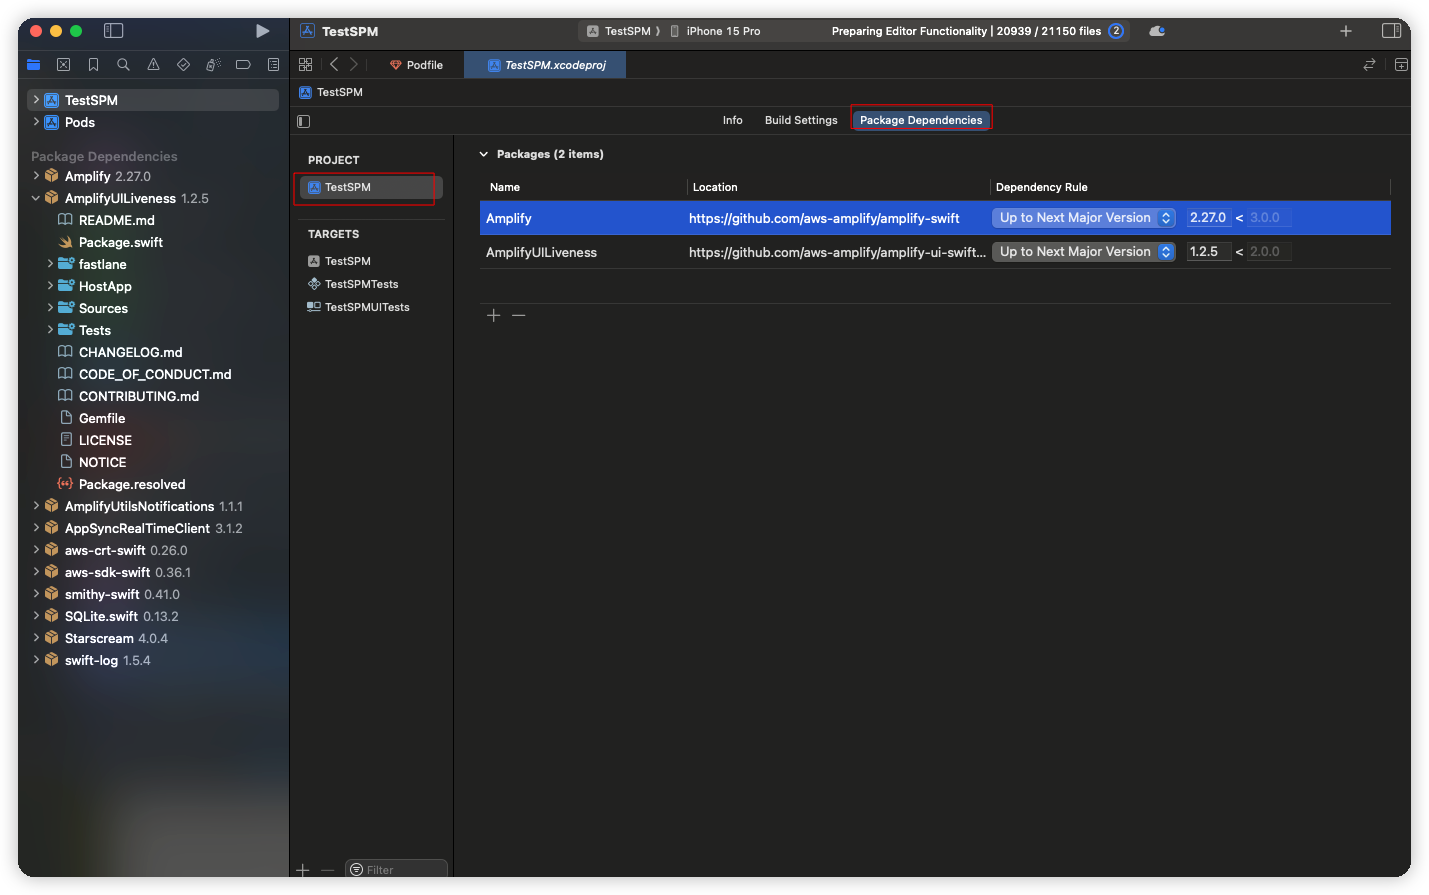 TestSPM
TestSPM
iPhone 15 Pro
Preparing Editor Functionality | 20939 / 21150 files
2
Podfile
TestSPM.xcodeproj
TestSPM
Info
Build Settings
Package Dependencies
TestSPM
Pods
Package Dependencies
Amplify 2.27.0
AmplifyUILiveness 1.2.5
README.md
Package.swift
fastlane
HostApp
Sources
Tests
CHANGELOG.md
CODE_OF_CONDUCT.md
CONTRIBUTING.md
Gemfile
LICENSE
NOTICE
Package.resolved
AmplifyUtilsNotifications 1.1.1
AppSyncRealTimeClient 3.1.2
aws-crt-swift 0.26.0
aws-sdk-swift 0.36.1
smithy-swift 0.41.0
SQLite.swift 0.13.2
Starscream 4.0.4
swift-log 1.5.4
PROJECT
TestSPM
TARGETS
TestSPM
TestSPMTests
TestSPMUITests
Filter
Packages (2 items)
Name Location Dependency Rule
Amplify https://github.com/aws-amplify/amplify-swift Up to Next Major Version 2.27.0 < 3.0.0
AmplifyUILiveness https://github.com/aws-amplify/amplify-ui-swift... Up to Next Major Version 1.2.5 < 2.0.0